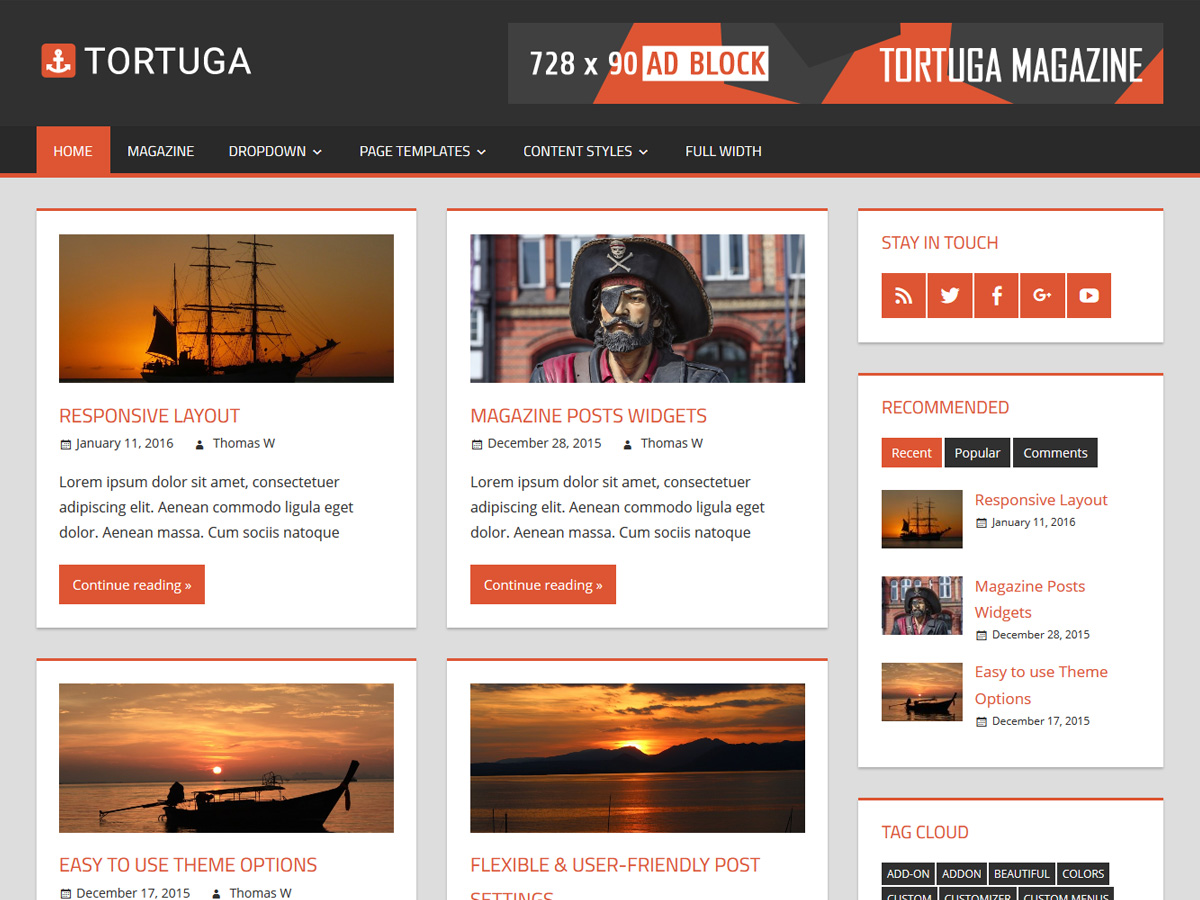 TORTUGA
728 x 90 AD BLOCK
TORTUGA MAGAZINE
HOME
MAGAZINE
DROPDOWN
PAGE TEMPLATES
CONTENT STYLES
FULL WIDTH
RESPONSIVE LAYOUT
January 11, 2016 Thomas W
Lorem ipsum dolor sit amet, consectetuer
adipiscing elit. Aenean commodo ligula eget
dolor. Aenean massa. Cum sociis natoque
Continue reading »
MAGAZINE POSTS WIDGETS
December 28, 2015 Thomas W
Lorem ipsum dolor sit amet, consectetuer
adipiscing elit. Aenean commodo ligula eget
dolor. Aenean massa. Cum sociis natoque
Continue reading »
EASY TO USE THEME OPTIONS
December 17, 2015 Thomas W
FLEXIBLE & USER-FRIENDLY POST
SETTINGS
STAY IN TOUCH
G+
RECOMMENDED
Recent Popular Comments
Responsive Layout
January 11, 2016
Magazine Posts
Widgets
December 28, 2015
Easy to use Theme
Options
December 17, 2015
TAG CLOUD
ADD-ON ADDON BEAUTIFUL COLORS
CUSTOM CUSTOMIZER CUSTOM MENUS